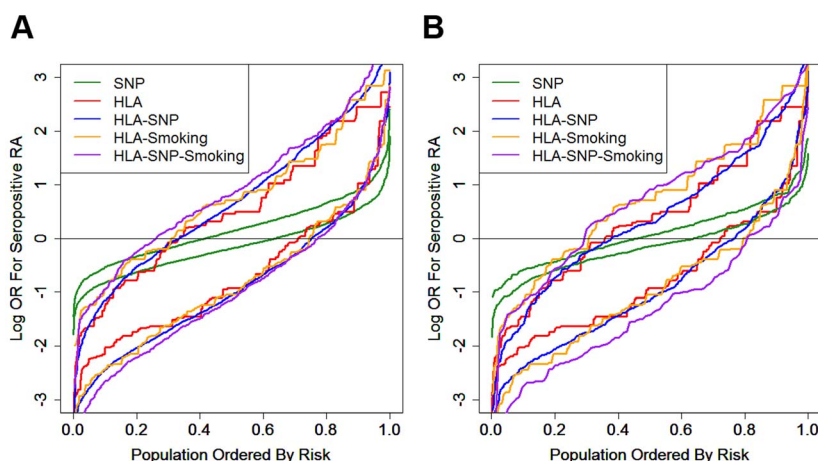 A
Log OR For Seropositive RA
3
2
1
0
-1
-2
-3
SNP
HLA
HLA-SNP
HLA-Smoking
HLA-SNP-Smoking
0.0 0.2 0.4 0.6 0.8 1.0
Population Ordered By Risk
B
Log OR For Seropositive RA
3
2
1
0
-1
-2
-3
SNP
HLA
HLA-SNP
HLA-Smoking
HLA-SNP-Smoking
0.0 0.2 0.4 0.6 0.8 1.0
Population Ordered By Risk